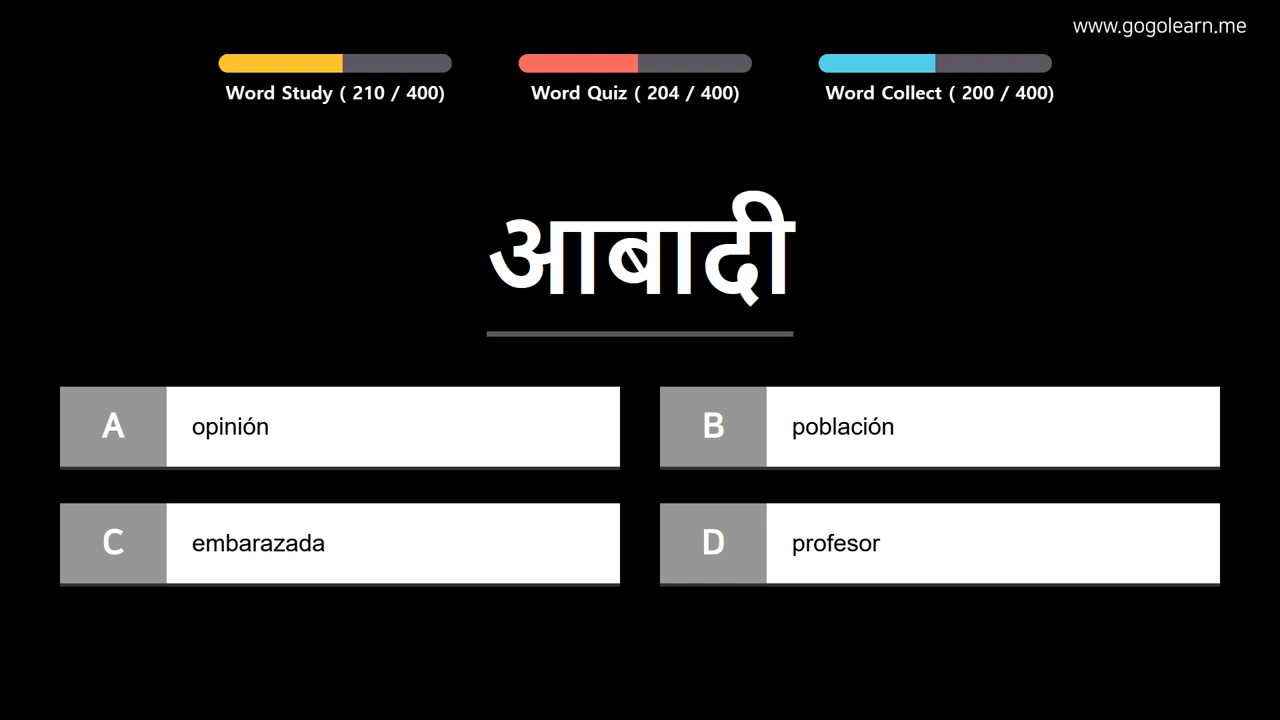 www.gogolearn.me
Word Study ( 210 / 400)
Word Quiz ( 204 / 400)
Word Collect ( 200 / 400)
आबादी
A opinión
B población
C embarazada
D profesor